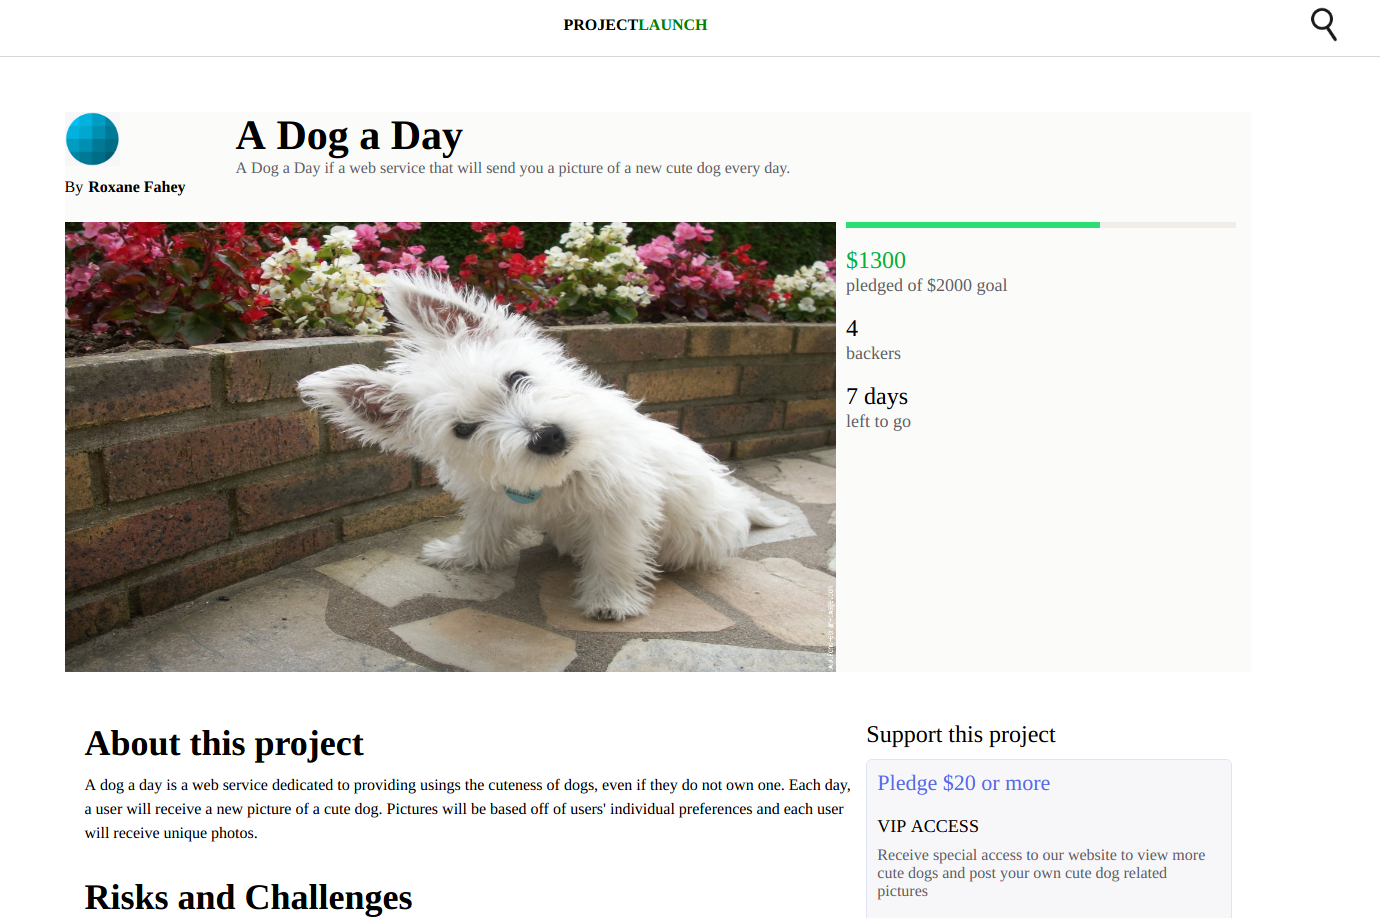 PROJECTLAUNCH
A Dog a Day
A Dog a Day if a web service that will send you a picture of a new cute dog every day.
By Roxane Fahey
$1300
pledged of $2000 goal
4
backers
7 days
left to go
About this project
A dog a day is a web service dedicated to providing usings the cuteness of dogs, even if they do not own one. Each day,
a user will receive a new picture of a cute dog. Pictures will be based off of users' individual preferences and each user
will receive unique photos.
Risks and Challenges
Support this project
Pledge $20 or more
VIP ACCESS
Receive special access to our website to view more
cute dogs and post your own cute dog related
pictures